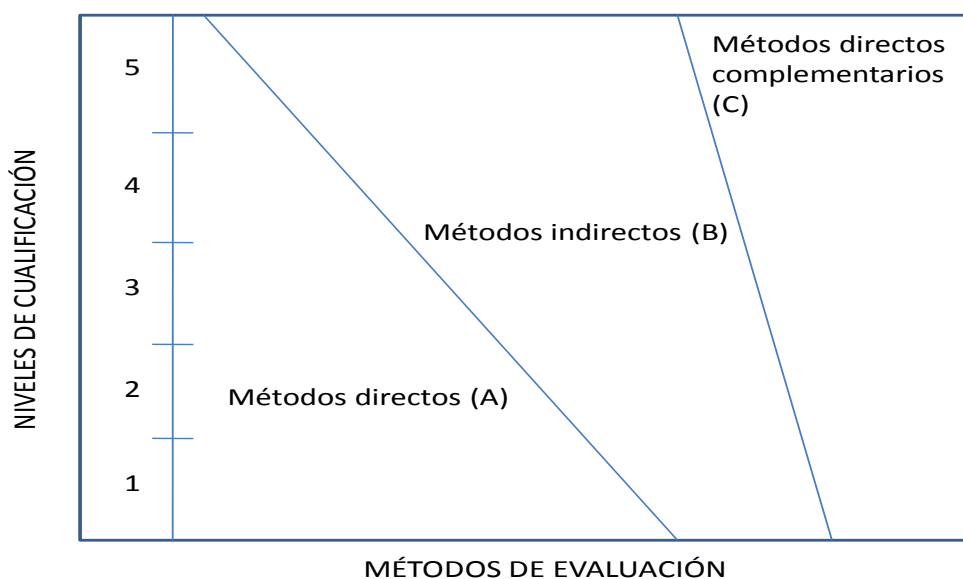 NIVELES DE CUALIFICACIÓN
5
4
3
2
1
Métodos directos (A)
Métodos indirectos (B)
Métodos directos
complementarios
(C)
MÉTODOS DE EVALUACIÓN